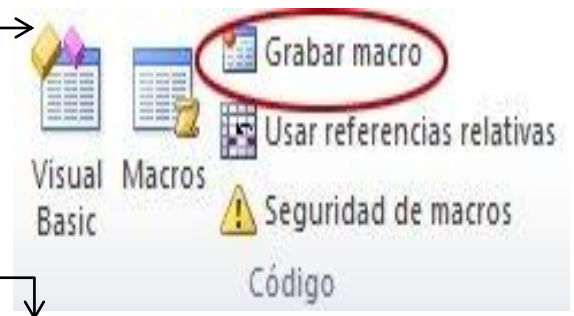 Grabar macro
Usar referencias relativas
Seguridad de macros
Visual Basic
Macros
Código